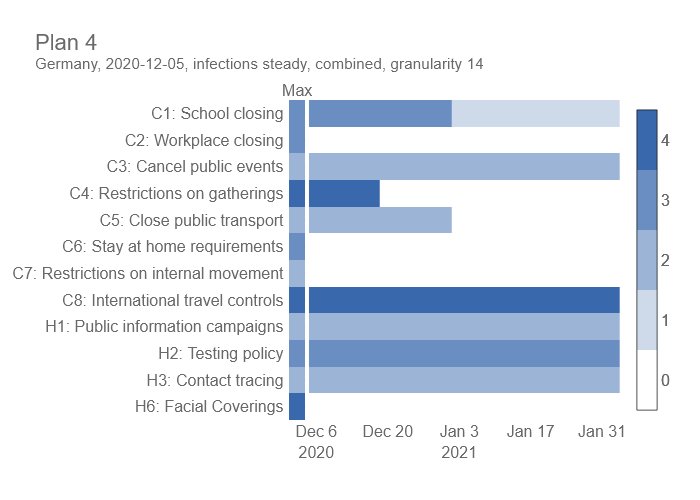 Plan 4
Germany, 2020-12-05, infections steady, combined, granularity 14
Max
C1: School closing
C2: Workplace closing
C3: Cancel public events
C4: Restrictions on gatherings
C5: Close public transport
C6: Stay at home requirements
C7: Restrictions on internal movement
C8: International travel controls
H1: Public information campaigns
H2: Testing policy
H3: Contact tracing
H6: Facial Coverings
4
3
2
1
0
Dec 6 Dec 20 Jan 3 Jan 17 Jan 31
2020 2021